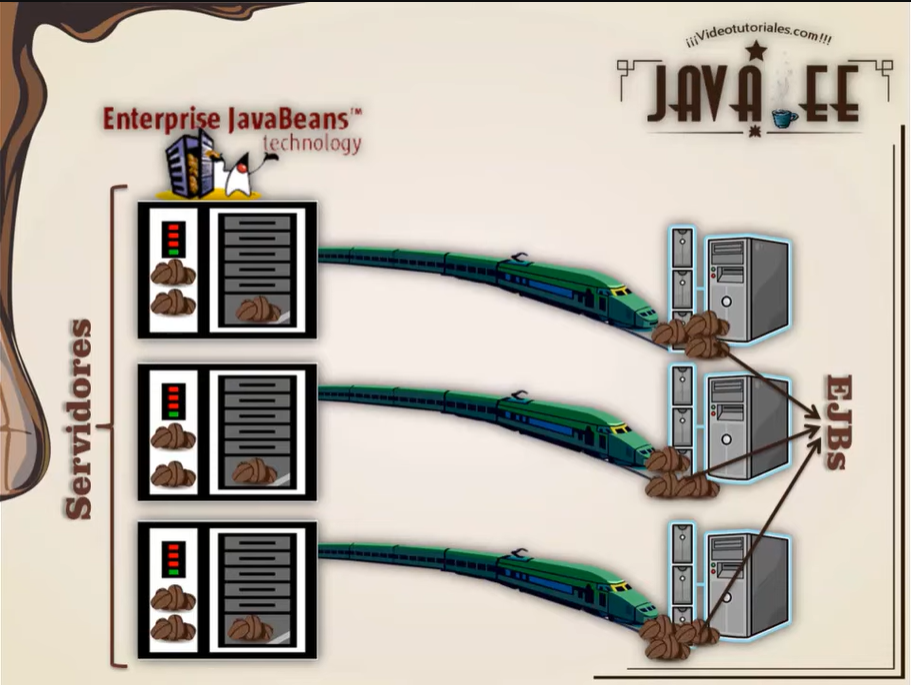 ¡¡¡Videotutoriales.com!!!
JAVA EE
Enterprise JavaBeans™
technology
Servidores
EJBs